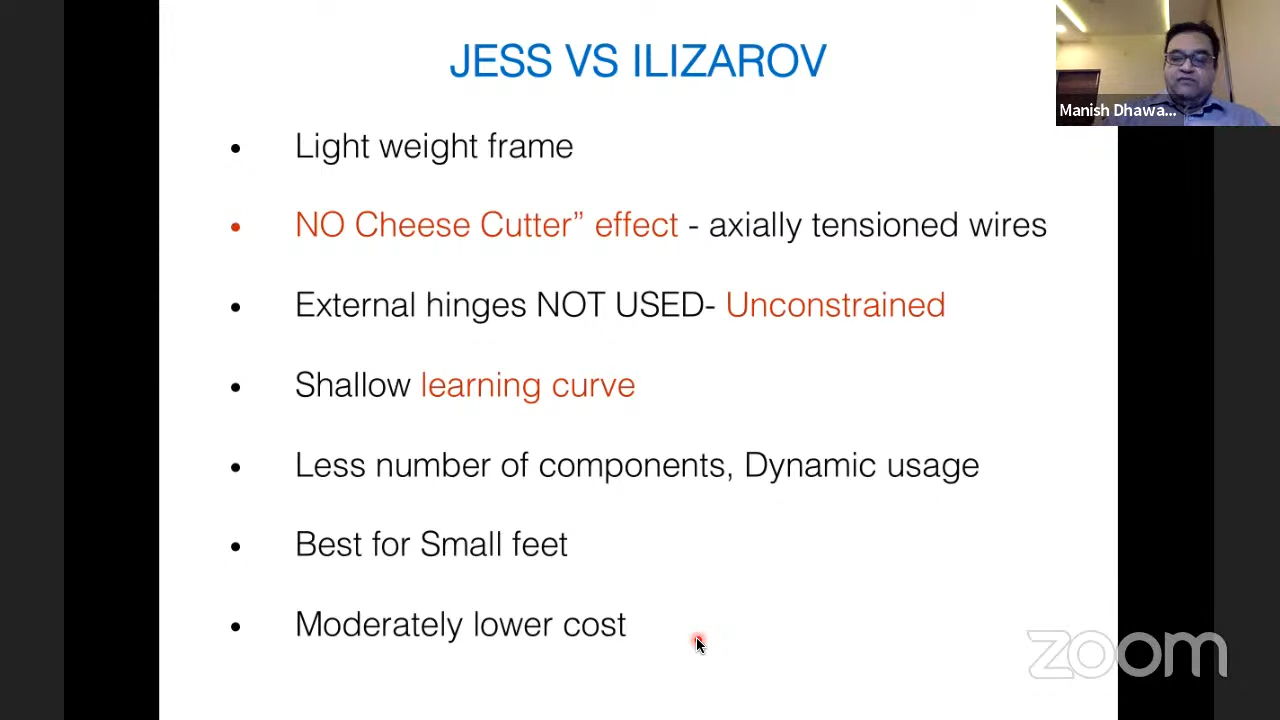 JESS VS ILIZAROV
Manish Dhawa...
• Light weight frame
• NO Cheese Cutter” effect - axially tensioned wires
• External hinges NOT USED- Unconstrained
• Shallow learning curve
• Less number of components, Dynamic usage
• Best for Small feet
• Moderately lower cost
zoom